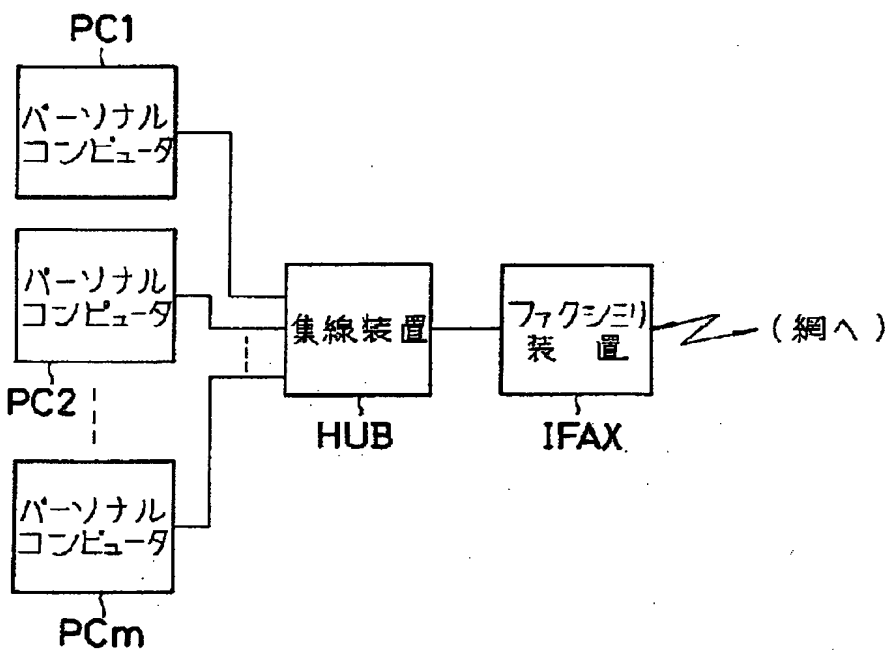 PC1
パーソナル
コンピュータ
パーソナル
コンピュータ
PC2
集線装置
HUB
ファクシミリ
装置
IFAX
(網へ)
パーソナル
コンピュータ
PCm